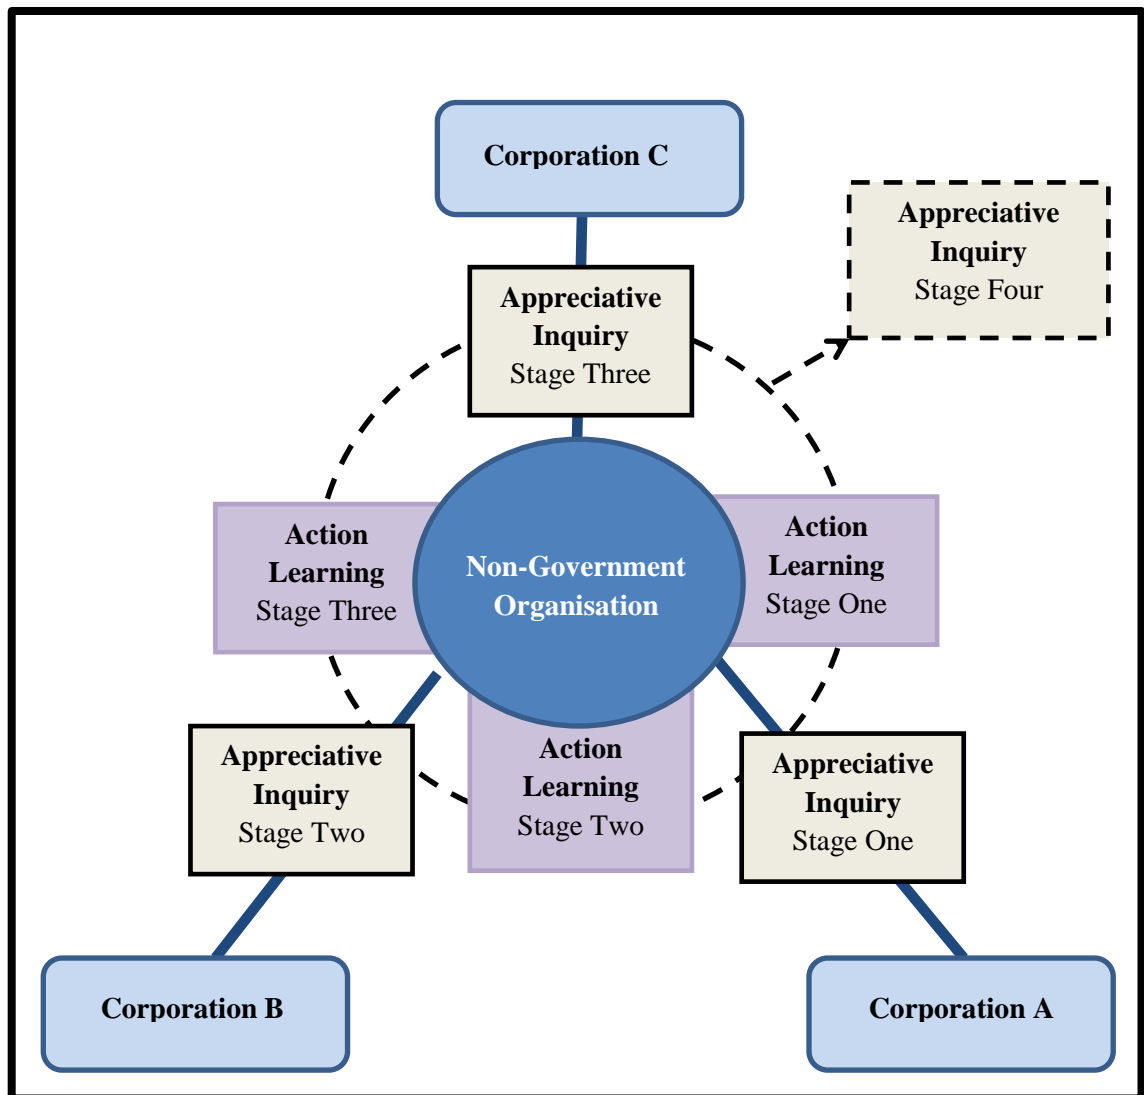 Corporation C
Appreciative
Inquiry
Stage Four
Appreciative
Inquiry
Stage Three
Action
Learning
Stage Three
Non-Government
Organisation
Action
Learning
Stage One
Appreciative
Inquiry
Stage Two
Action
Learning
Stage Two
Appreciative
Inquiry
Stage One
Corporation B
Corporation A